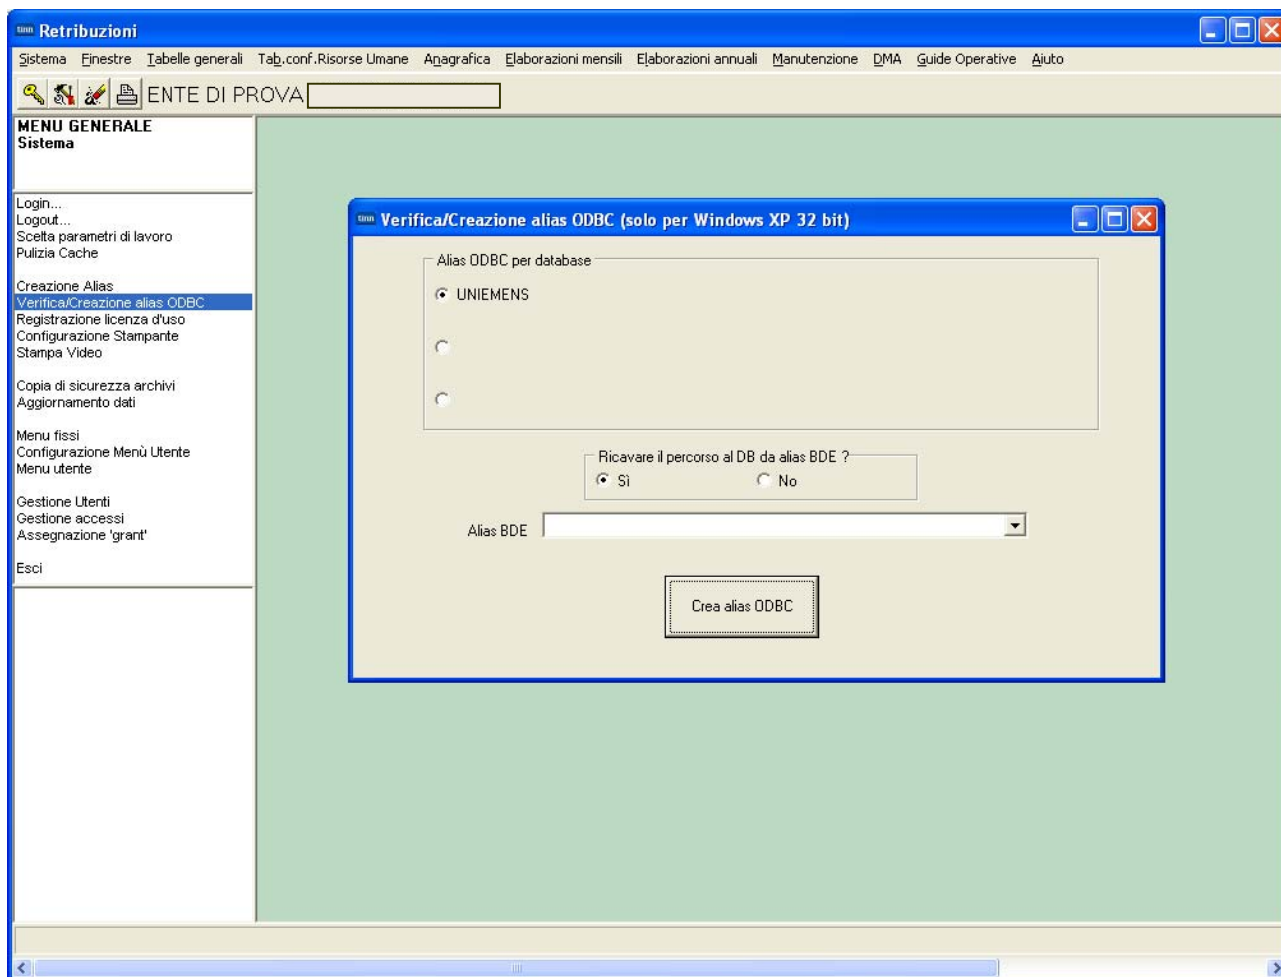 tinn Retribuzioni
Sistema Finestre Tabelle generali Tab.conf.Risorse Umane Anagrafica Elaborazioni mensili Elaborazioni annuali Manutenzione DMA Guide Operative Aiuto
ENTE DI PROVA
MENU GENERALE
Sistema
Login...
Logout...
Scelta parametri di lavoro
Pulizia Cache
Creazione Alias
Verifica/Creazione alias ODBC
Registrazione licenza d'uso
Configurazione Stampante
Stampa Video
Copia di sicurezza archivi
Aggiornamento dati
Menu fissi
Configurazione Menù Utente
Menu utente
Gestione Utenti
Gestione accessi
Assegnazione 'grant'
Esci
tinn Verifica/Creazione alias ODBC (solo per Windows XP 32 bit)
Alias ODBC per database
UNIEMENS
Ricavare il percorso al DB da alias BDE ?
Sì No
Alias BDE
Crea alias ODBC